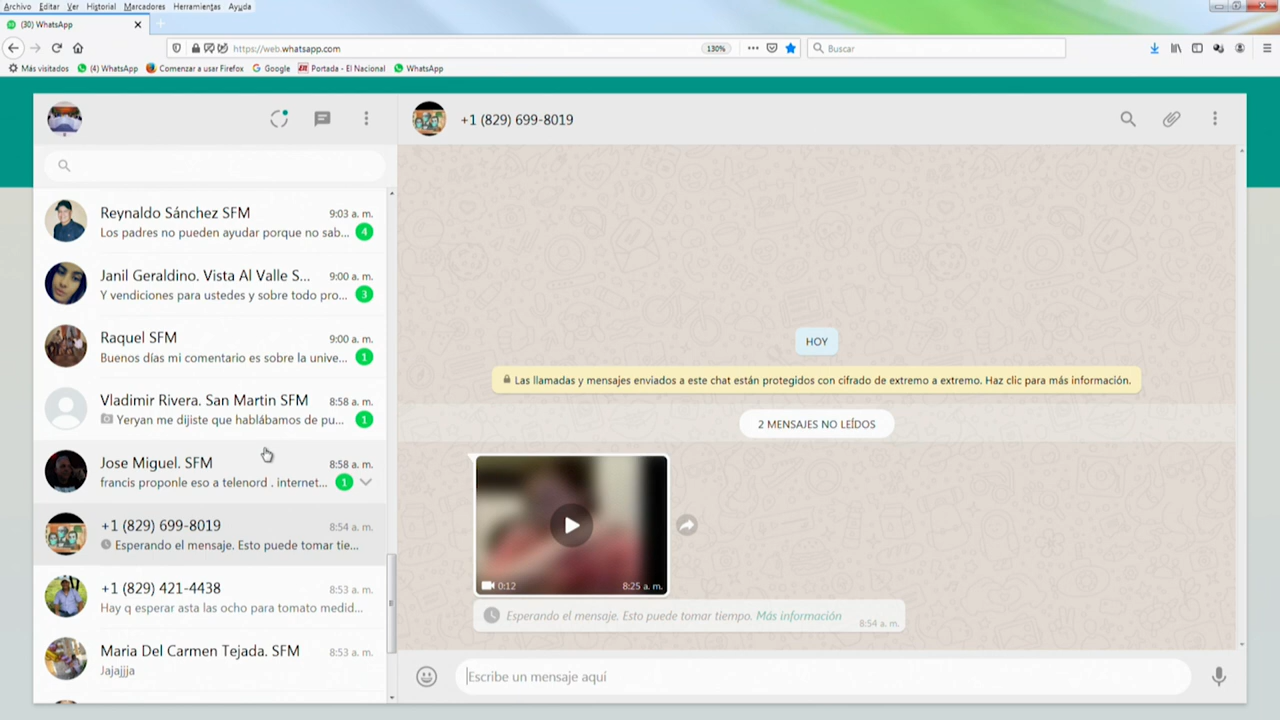 Archivo Editar Ver Historial Marcadores Herramientas Ayuda
(30) WhatsApp
https://web.whatsapp.com 130% Buscar
Más visitados (4) WhatsApp Comenzar a usar Firefox Google Portada - El Nacional WhatsApp
+1 (829) 699-8019
Reynaldo Sánchez SFM 9:03 a. m.
Los padres no pueden ayudar porque no sab... 4
Janil Geraldino. Vista Al Valle S... 9:00 a. m.
Y vendiciones para ustedes y sobre todo pro... 3
Raquel SFM 9:00 a. m.
Buenos días mi comentario es sobre la unive... 1
Vladimir Rivera. San Martin SFM 8:58 a. m.
Yeryan me dijiste que hablábamos de pu... 1
Jose Miguel. SFM 8:58 a. m.
francis proponle eso a telenord . internet... 1
+1 (829) 699-8019 8:54 a. m.
Esperando el mensaje. Esto puede tomar tie...
+1 (829) 421-4438 8:53 a. m.
Hay q esperar asta las ocho para tomato medid...
Maria Del Carmen Tejada. SFM 8:53 a. m.
Jajajjja
HOY
Las llamadas y mensajes enviados a este chat están protegidos con cifrado de extremo a extremo. Haz clic para más información.
2 MENSAJES NO LEÍDOS
0:12 8:25 a. m.
Esperando el mensaje. Esto puede tomar tiempo. Más información 8:54 a. m.
Escribe un mensaje aquí